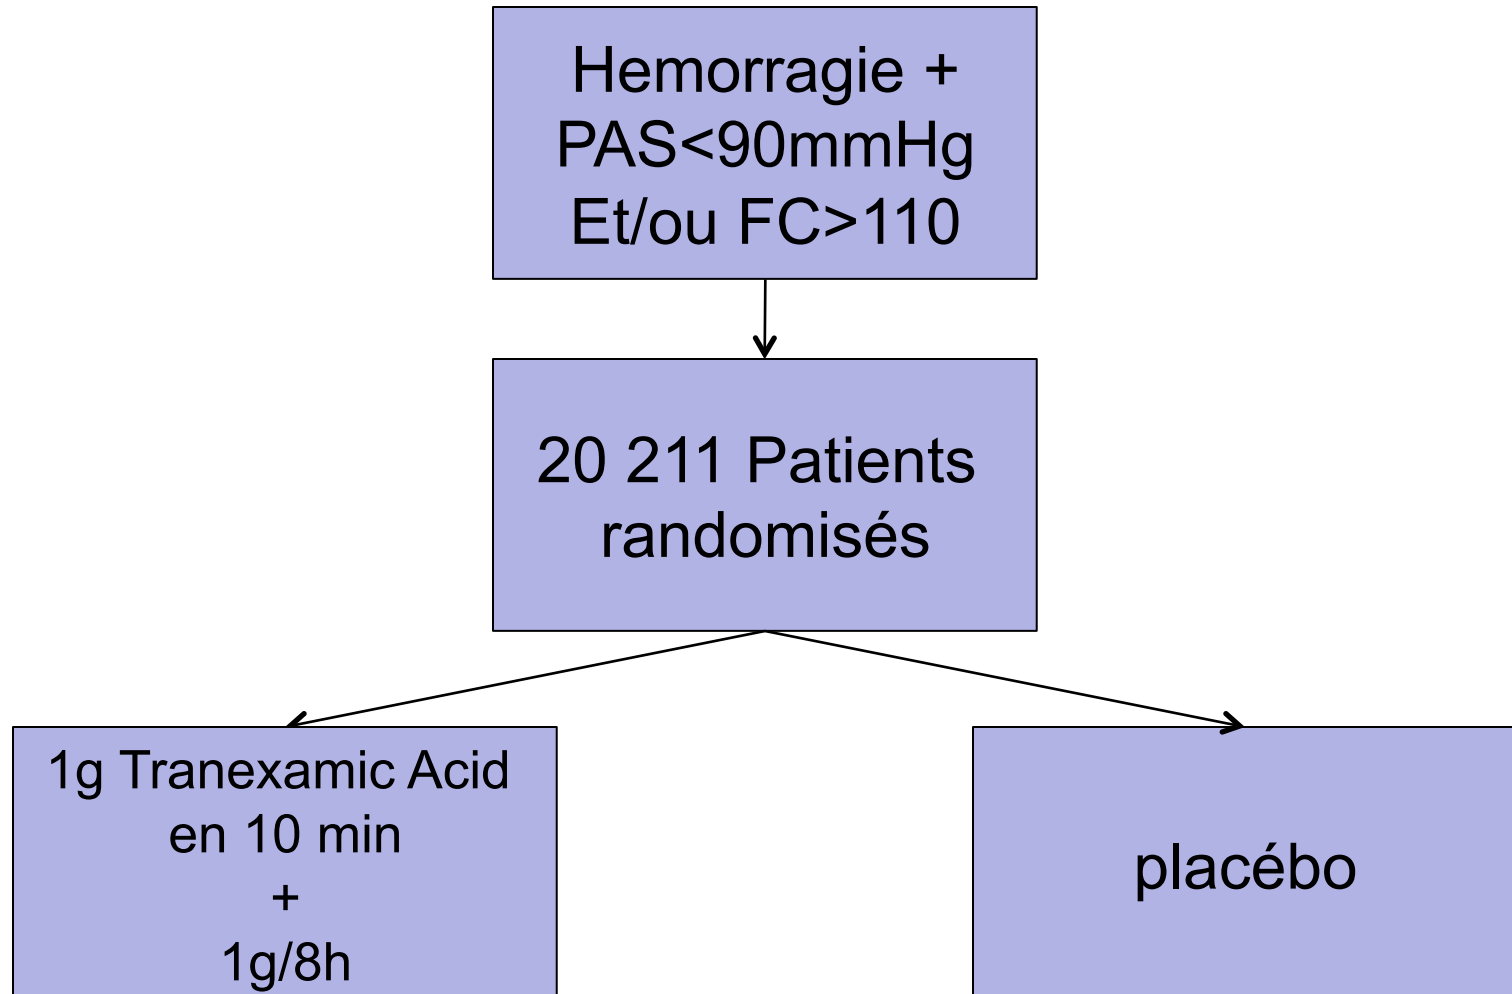 Hemorragie +
PAS<90mmHg
Et/ou FC>110
20 211 Patients
randomisés
1g Tranexamic Acid
en 10 min
+
1g/8h
placébo